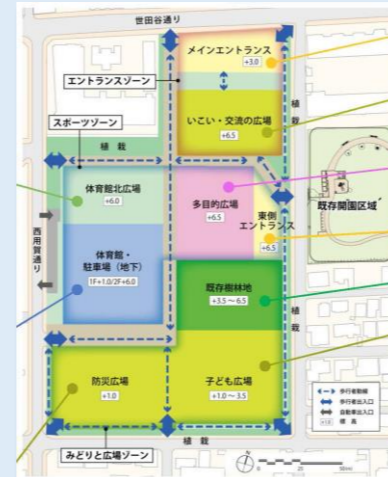 世田谷通り
メインエントランス
+3.0
エントランスゾーン
いこい・交流の広場
+6.5
植栽
スポーツゾーン
植栽
体育館北広場
+6.0
多目的広場
+6.5
東側
エントランス
+6.5
既存開園区域
西用賀通り
体育館・
駐車場（地下）
1F+1.0/2F+6.0
既存樹林地
+3.5～6.5
植栽
防災広場
+1.0
子ども広場
+1.0～3.5
歩行者動線
歩行者出入口
自動車出入口
標高
みどりと広場ゾーン
植栽
0
25
50m